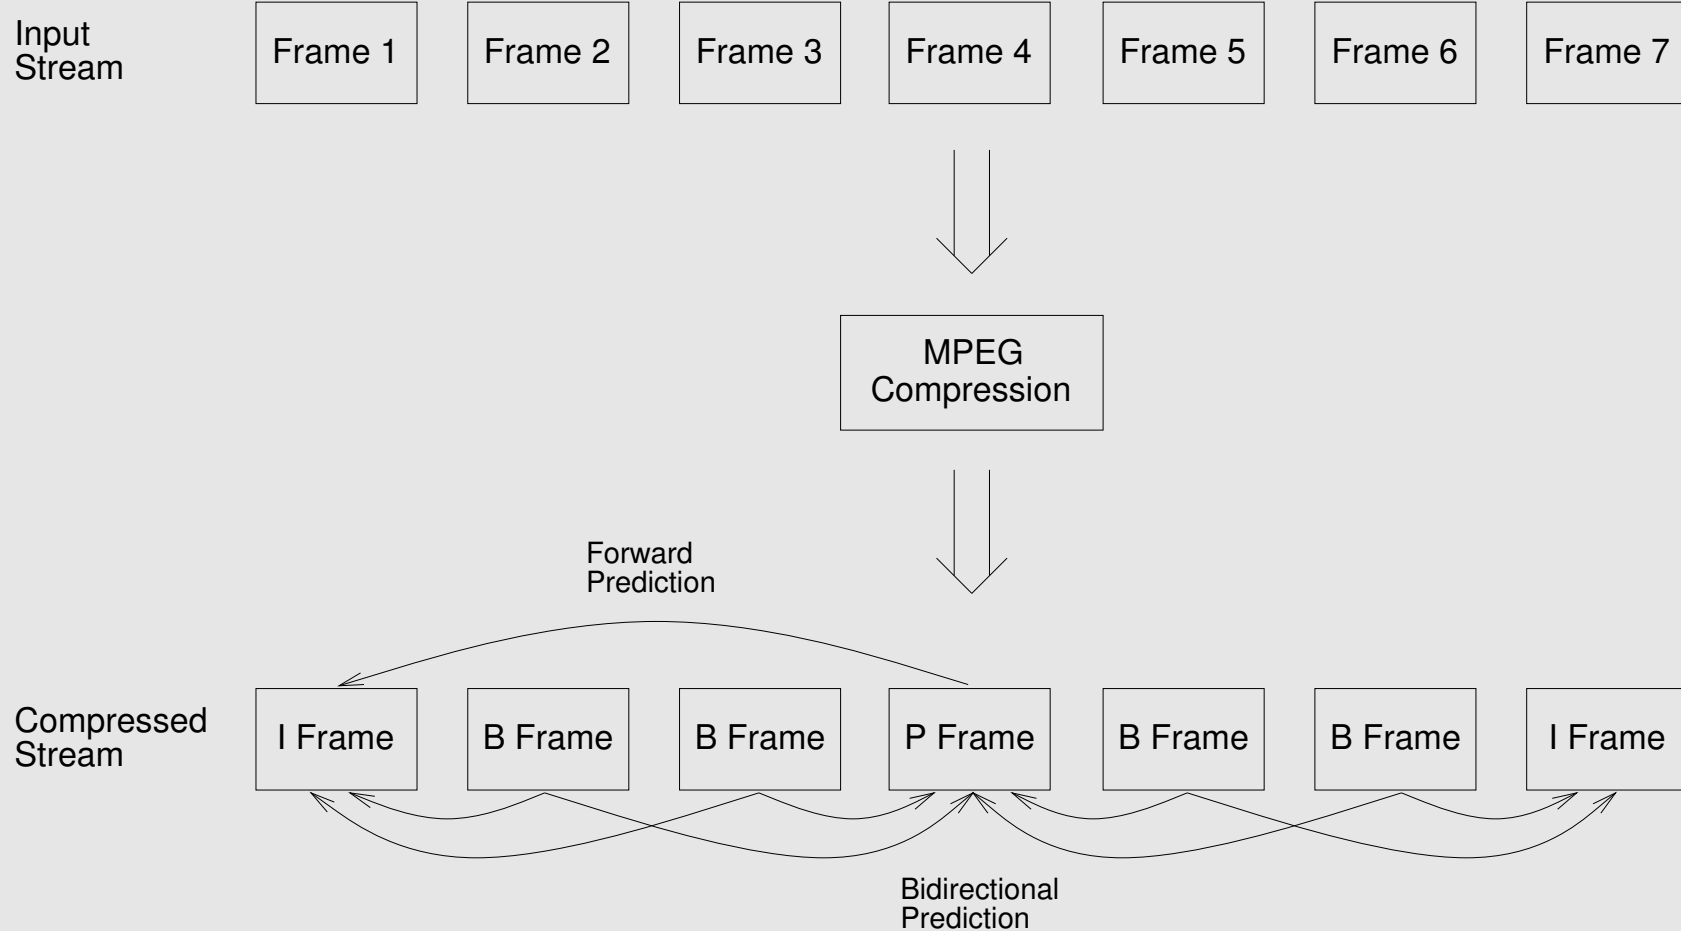 Input
Stream
Frame 1
Frame 2
Frame 3
Frame 4
Frame 5
Frame 6
Frame 7
MPEG
Compression
Forward
Prediction
Compressed
Stream
I Frame
B Frame
B Frame
P Frame
B Frame
B Frame
I Frame
Bidirectional
Prediction